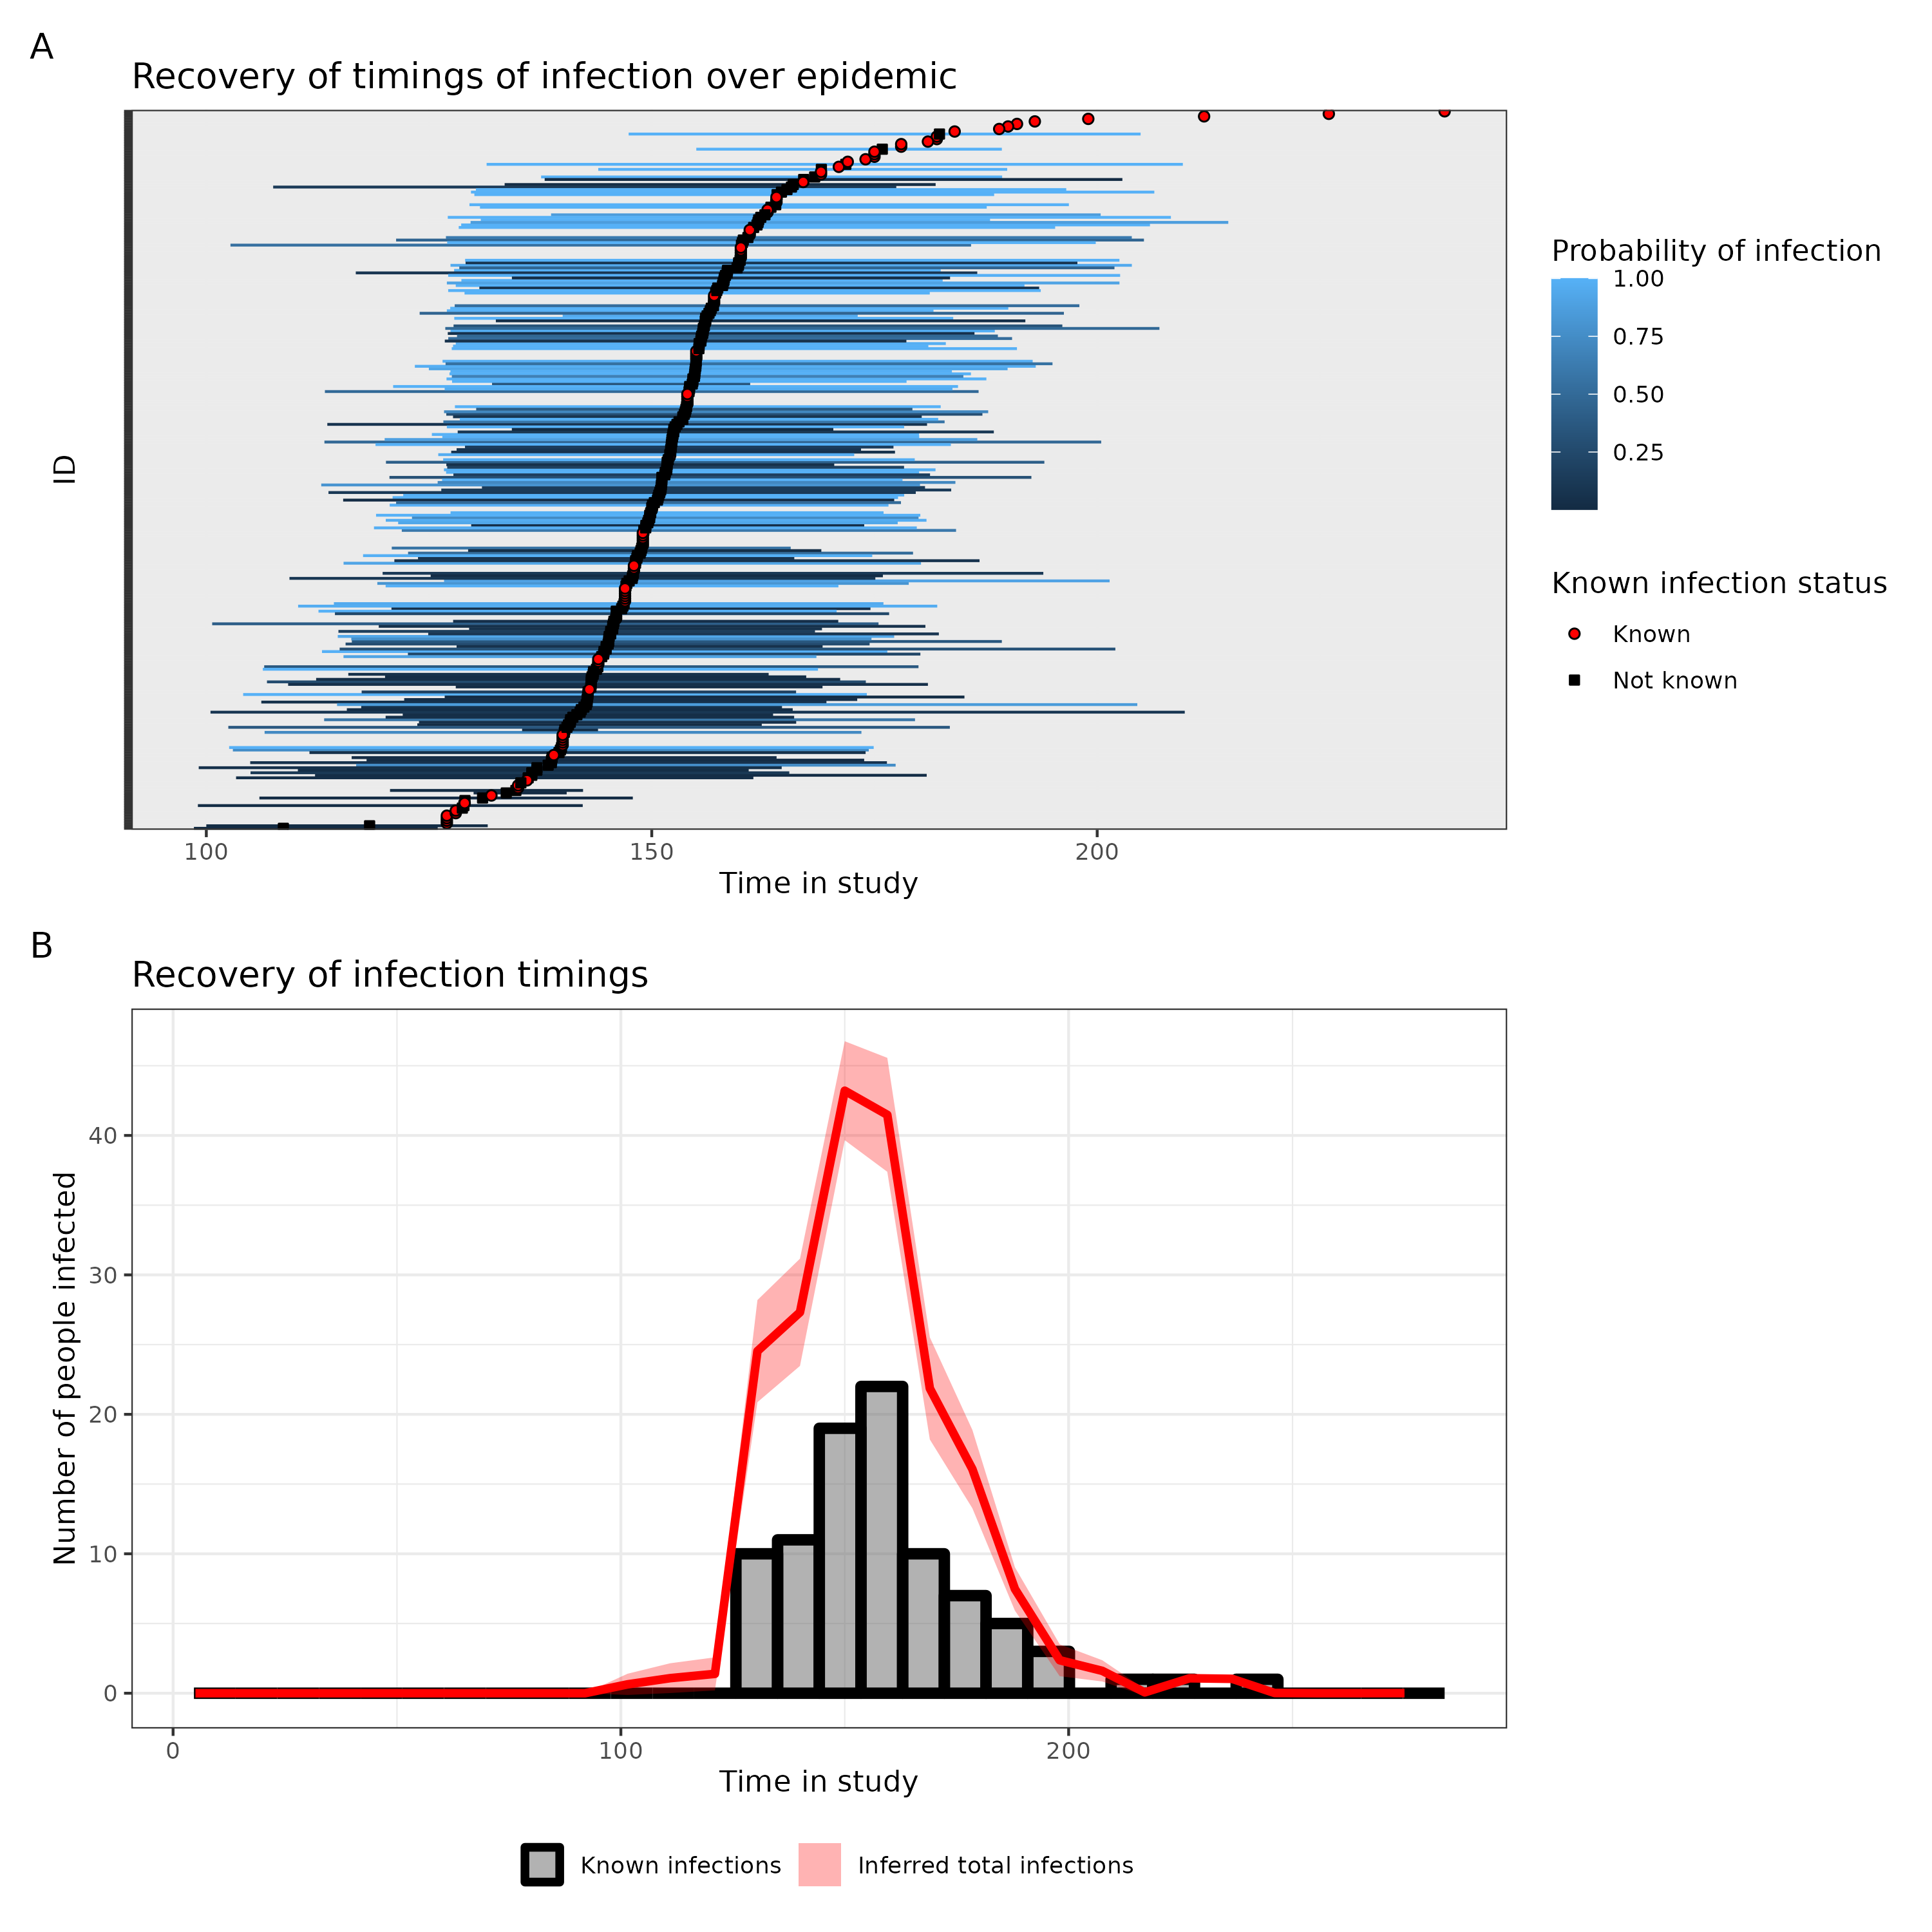 A
Recovery of timings of infection over epidemic
ID
100
150
200
Time in study
Probability of infection
1.00
0.75
0.50
0.25
Known infection status
Known
Not known
B
Recovery of infection timings
Number of people infected
40
30
20
10
0
0
100
200
Time in study
Known infections
Inferred total infections